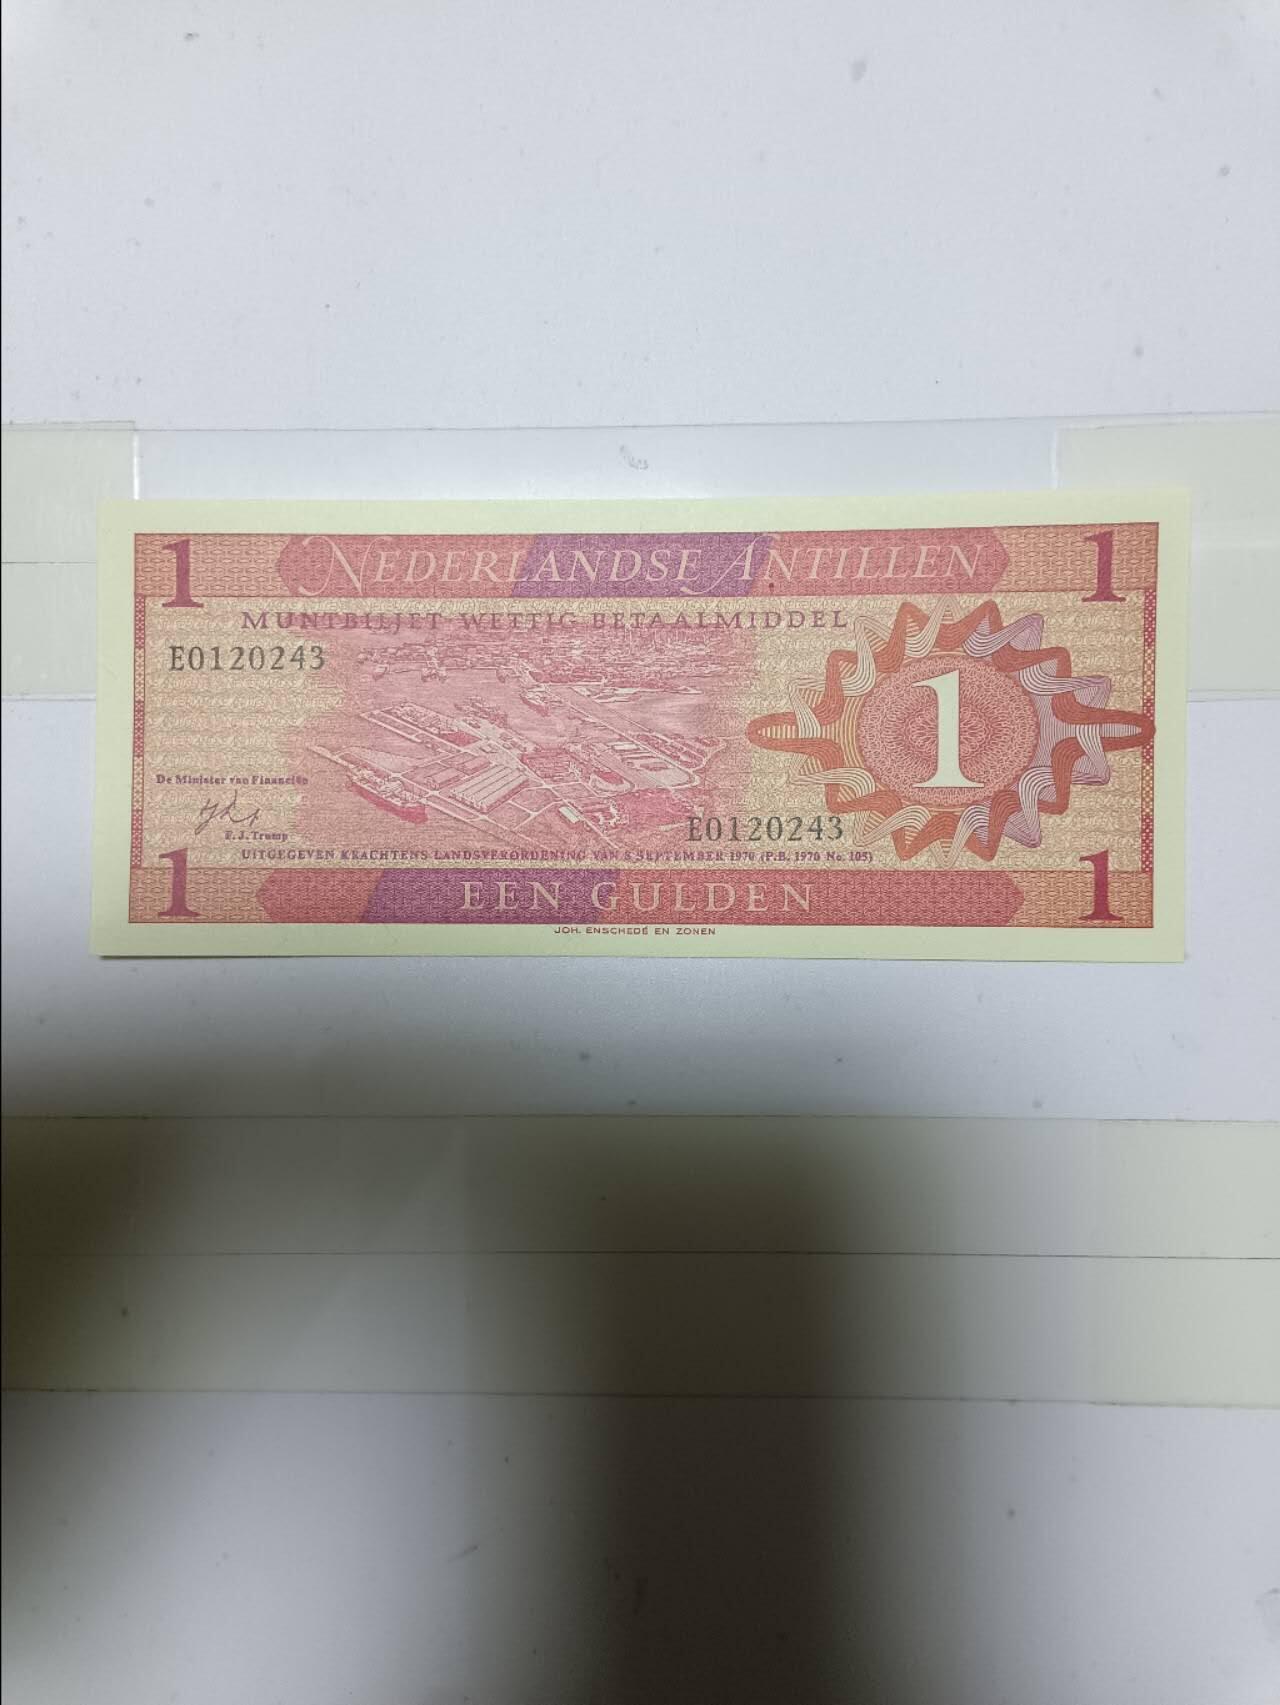 1 NEDERLANDSE ANTILLEN 1
MUNTBILJET WETTIG BETAALMIDDEL
E0120243
1
De Minister van Financiën
F. J. Tromp
E0120243
UITGEGEVEN KRACHTENS LANDSVERORDENING VAN 8 SEPTEMBER 1970 (P.B. 1970 No. 105)
1 EEN GULDEN 1
JOH. ENSCHEDÉ EN ZONEN